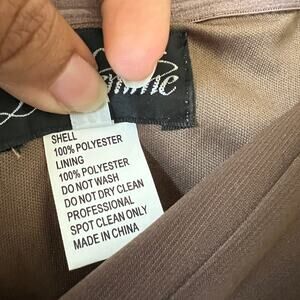 SHELL
100% POLYESTER
LINING
100% POLYESTER
DO NOT WASH
DO NOT DRY CLEAN
PROFESSIONAL
SPOT CLEAN ONLY
MADE IN CHINA